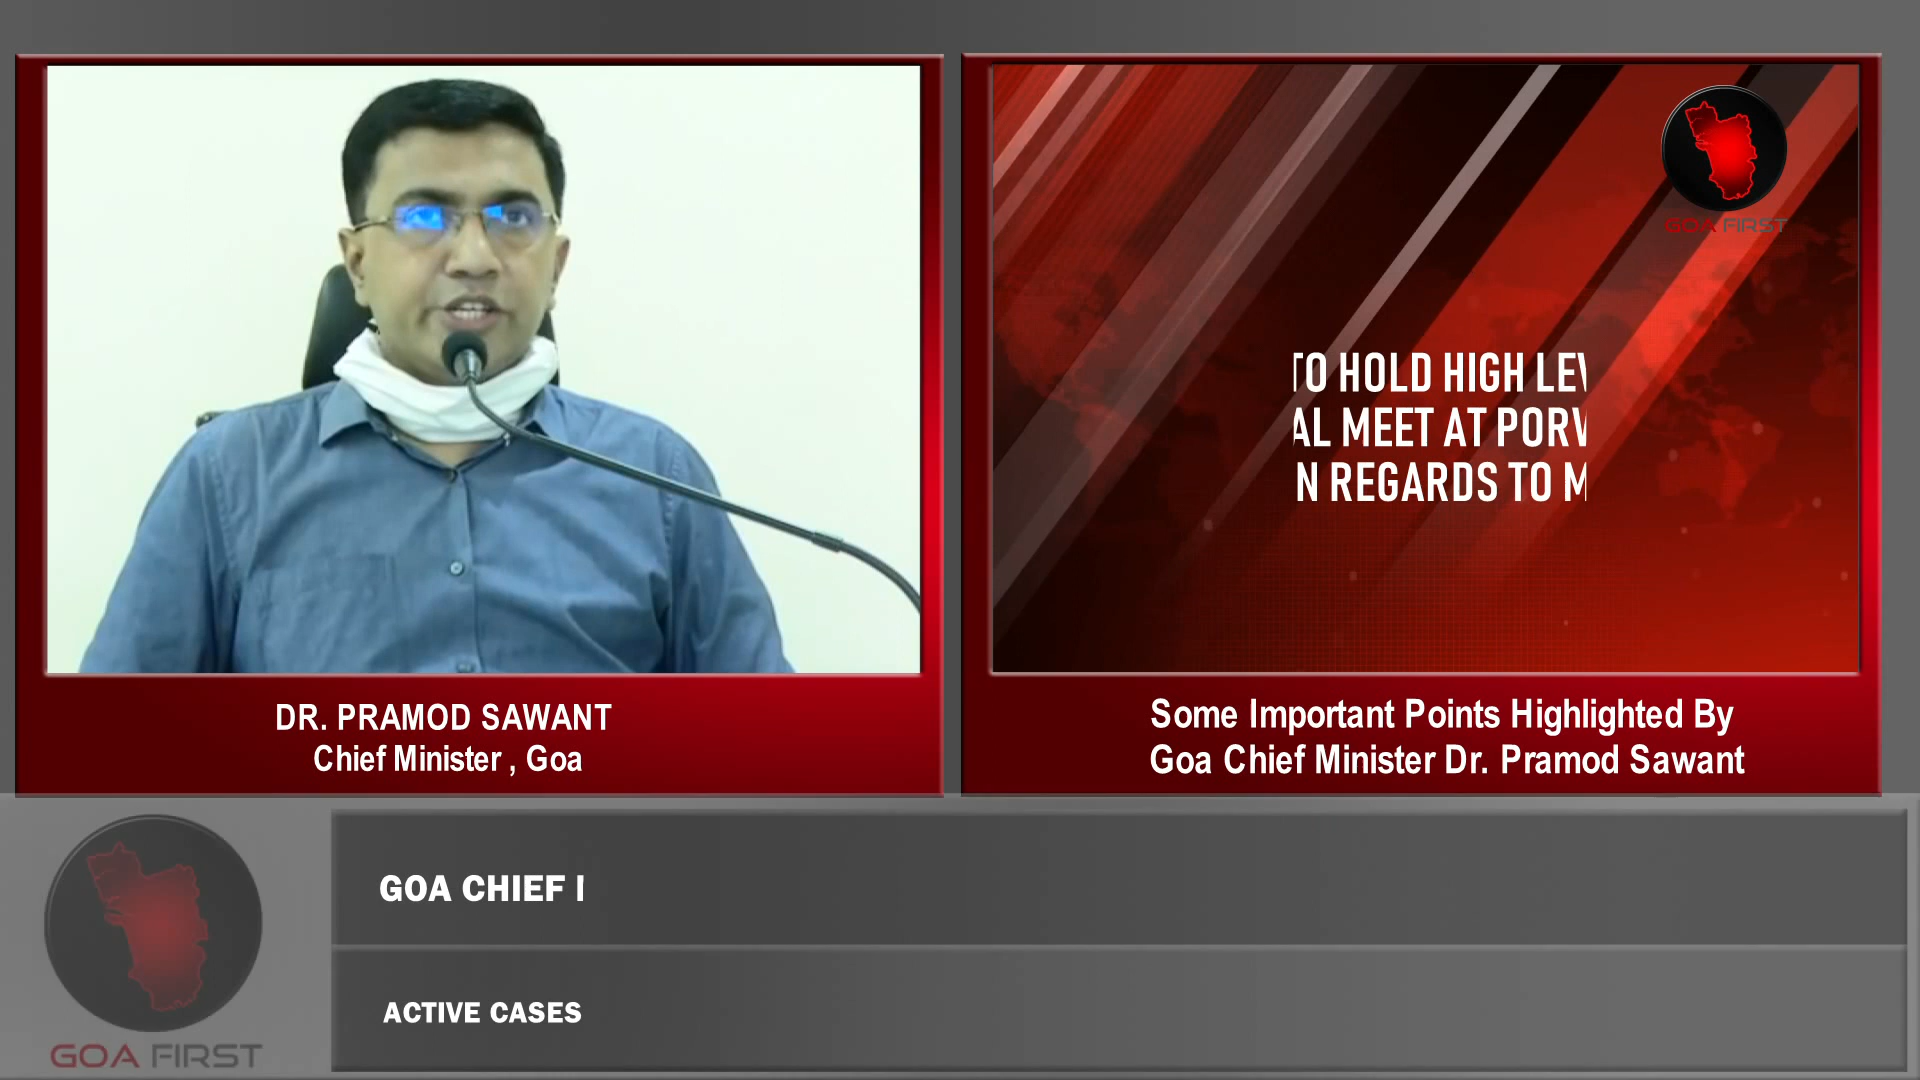 GOA FIRST
TO HOLD HIGH LEV
AL MEET AT PORV
N REGARDS TO M
DR. PRAMOD SAWANT
Chief Minister , Goa
Some Important Points Highlighted By
Goa Chief Minister Dr. Pramod Sawant
GOA CHIEF
ACTIVE CASES
GOA FIRST